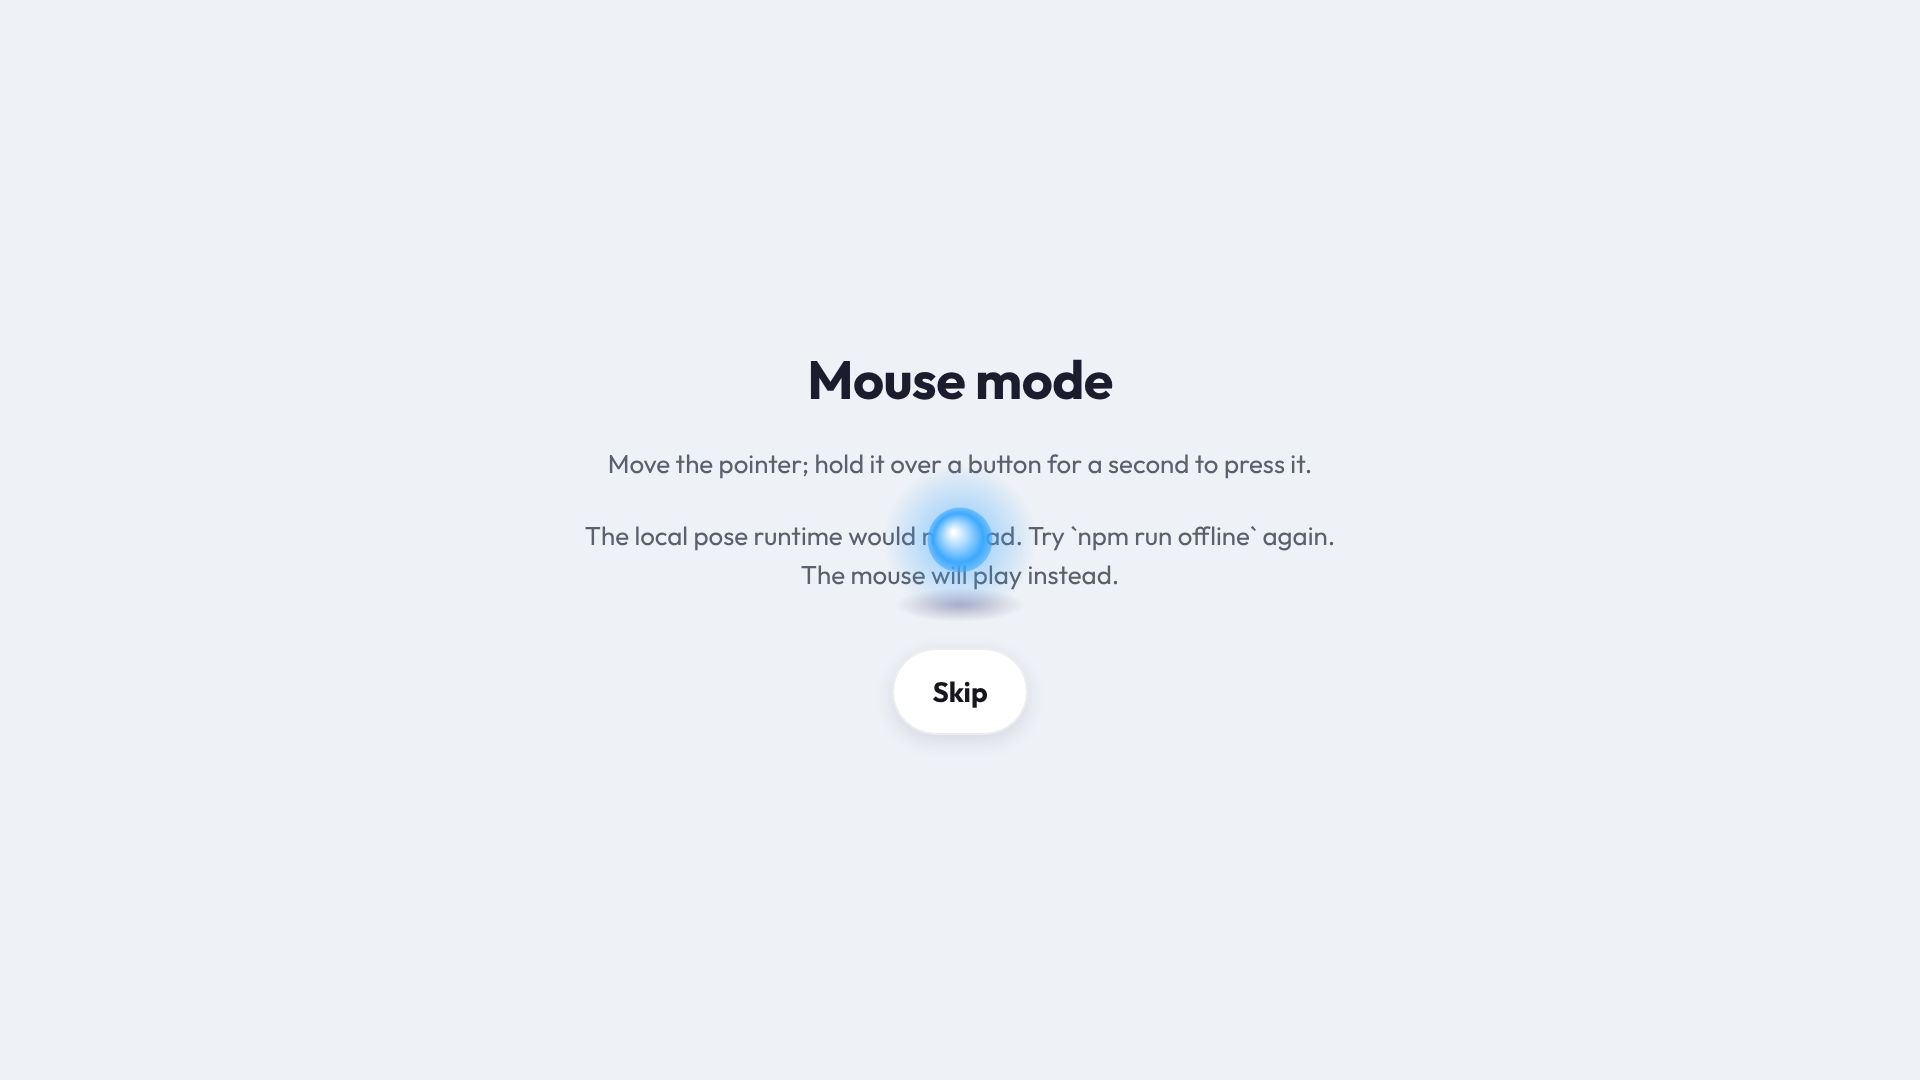 Mouse mode
Move the pointer; hold it over a button for a second to press it.
The local pose runtime would ad. Try `npm run offline` again.
The mouse will play instead.
Skip